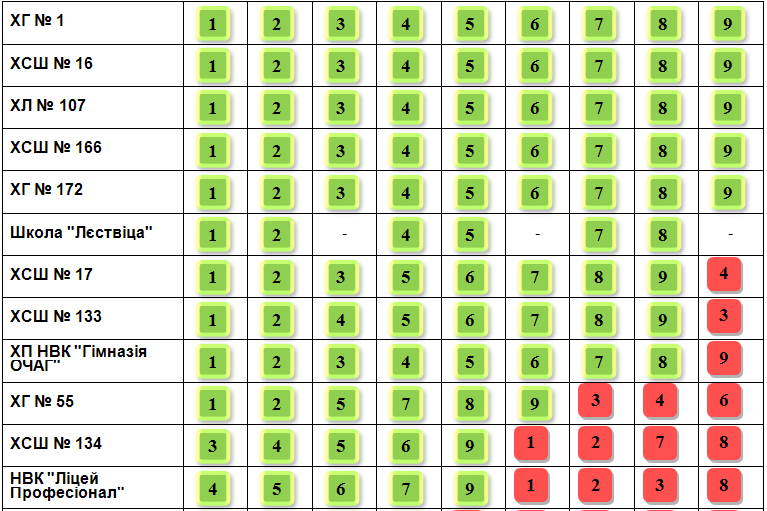 ХГ № 1 1 2 3 4 5 6 7 8 9
ХСШ № 16 1 2 3 4 5 6 7 8 9
ХЛ № 107 1 2 3 4 5 6 7 8 9
ХСШ № 166 1 2 3 4 5 6 7 8 9
ХГ № 172 1 2 3 4 5 6 7 8 9
Школа "Лєствіца" 1 2 - 4 5 - 7 8 -
ХСШ № 17 1 2 3 5 6 7 8 9 4
ХСШ № 133 1 2 4 5 6 7 8 9 3
ХП НВК "Гімназія
ОЧАГ" 1 2 3 4 5 6 7 8 9
ХГ № 55 1 2 5 7 8 9 3 4 6
ХСШ № 134 3 4 5 6 9 1 2 7 8
НВК "Ліцей
Професіонал" 4 5 6 7 9 1 2 3 8